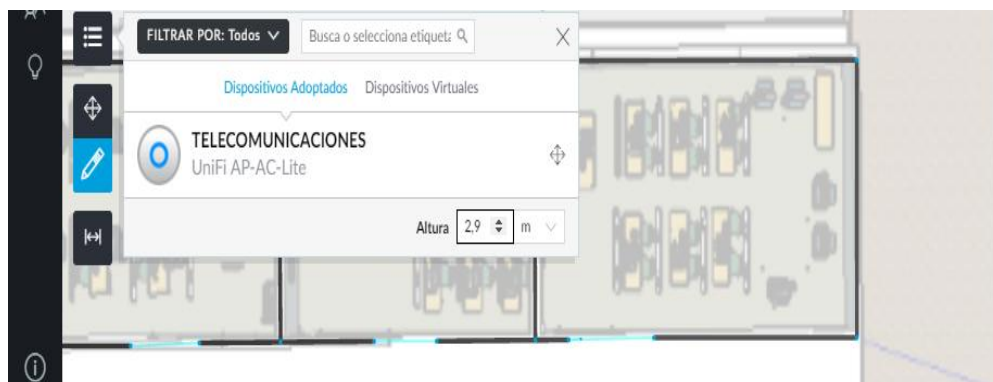 FILTRAR POR: Todos
Busca o selecciona etiquet
Dispositivos Adoptados Dispositivos Virtuales
TELECOMUNICACIONES
UniFi AP-AC-Lite
Altura 2,9 m